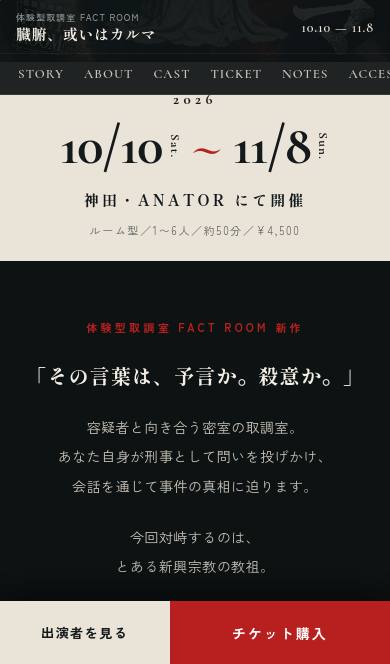 体験型取調室 FACT ROOM
臓腑、或いはカルマ
10.10 — 11.8
STORY ABOUT CAST TICKET NOTES ACCES
2026
10/10 Sat. ~ 11/8 Sun.
神田・ANATOR にて開催
ルーム型／1〜6人／約50分／¥4,500
体験型取調室 FACT ROOM 新作
「その言葉は、予言か。殺意か。」
容疑者と向き合う密室の取調室。
あなた自身が刑事として問いを投げかけ、
会話を通じて事件の真相に迫ります。
今回対峙するのは、
とある新興宗教の教祖。
出演者を見る
チケット購入